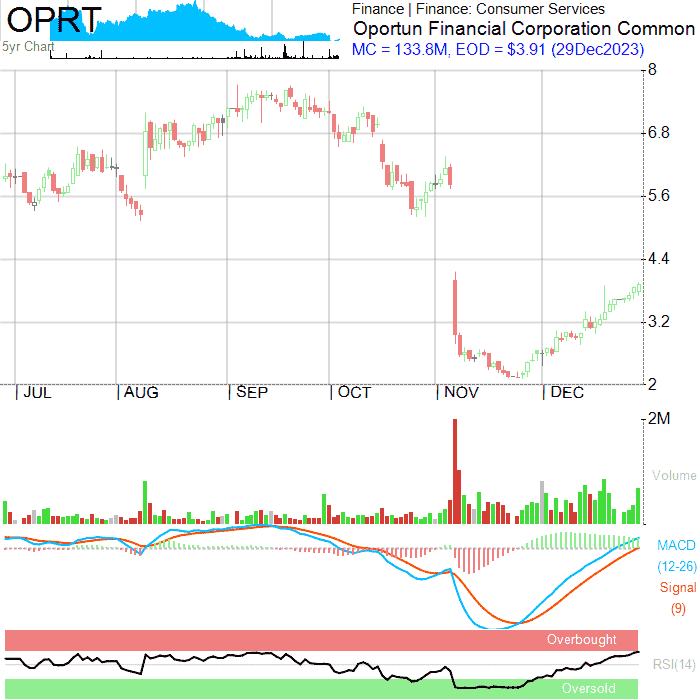 OPRT
5yr Chart
Finance | Finance: Consumer Services
Oportun Financial Corporation Common
MC = 133.8M, EOD = $3.91 (29Dec2023)
8
6.8
5.6
4.4
3.2
2
JUL AUG SEP OCT NOV DEC
2M
Volume
MACD
(12-26)
Signal
(9)
Overbought
RSI(14)
Oversold